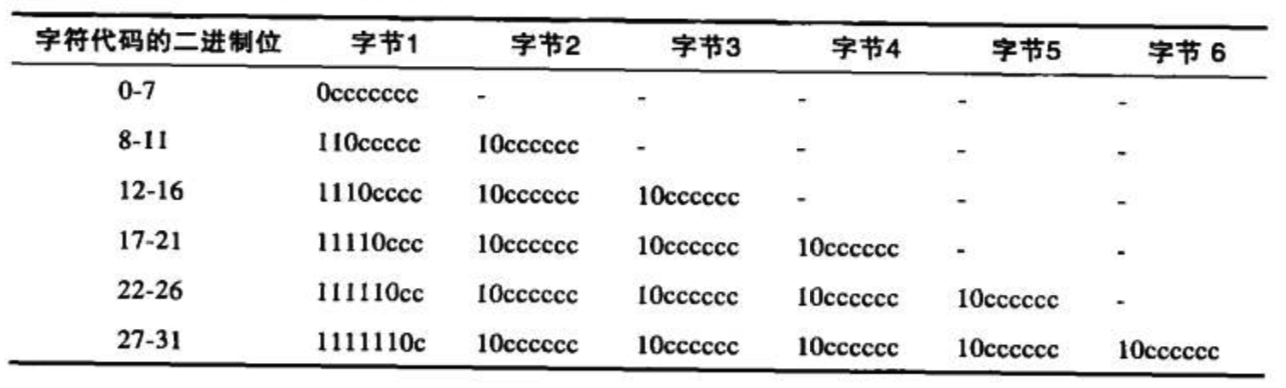 字符代码的二进制位 字节1 字节2 字节3 字节4 字节5 字节 6
0-7 0ccccccc - - - - -
8-11 110ccccc 10cccccc - - - -
12-16 1110cccc 10cccccc 10cccccc - - -
17-21 11110ccc 10cccccc 10cccccc 10cccccc - -
22-26 111110cc 10cccccc 10cccccc 10cccccc 10cccccc -
27-31 1111110c 10cccccc 10cccccc 10cccccc 10cccccc 10cccccc